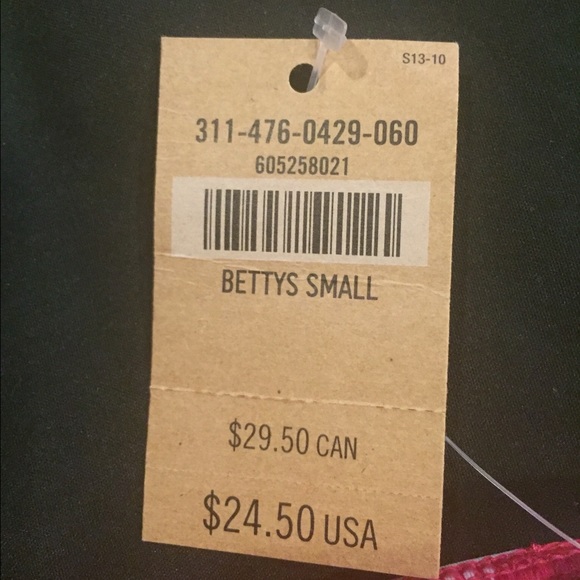 S13-10
311-476-0429-060
605258021
BETTYS SMALL
$29.50 CAN
$24.50 USA